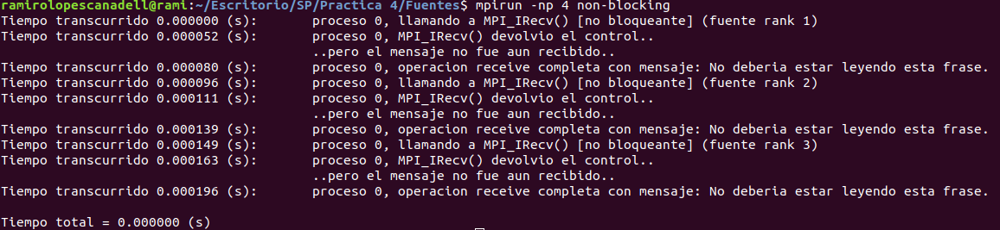 ramirolopescanadell@rami:~/Escritorio/SP/Practica 4/Fuentes$ mpirun -np 4 non-blocking
Tiempo transcurrido 0.000000 (s):       proceso 0, llamando a MPI_IRecv() [no bloqueante] (fuente rank 1)
Tiempo transcurrido 0.000052 (s):       proceso 0, MPI_IRecv() devolvio el control..
                                        ..pero el mensaje no fue aun recibido..
Tiempo transcurrido 0.000080 (s):       proceso 0, operacion receive completa con mensaje: No deberia estar leyendo esta frase.
Tiempo transcurrido 0.000096 (s):       proceso 0, llamando a MPI_IRecv() [no bloqueante] (fuente rank 2)
Tiempo transcurrido 0.000111 (s):       proceso 0, MPI_IRecv() devolvio el control..
                                        ..pero el mensaje no fue aun recibido..
Tiempo transcurrido 0.000139 (s):       proceso 0, operacion receive completa con mensaje: No deberia estar leyendo esta frase.
Tiempo transcurrido 0.000149 (s):       proceso 0, llamando a MPI_IRecv() [no bloqueante] (fuente rank 3)
Tiempo transcurrido 0.000163 (s):       proceso 0, MPI_IRecv() devolvio el control..
                                        ..pero el mensaje no fue aun recibido..
Tiempo transcurrido 0.000196 (s):       proceso 0, operacion receive completa con mensaje: No deberia estar leyendo esta frase.
Tiempo total = 0.000000 (s)